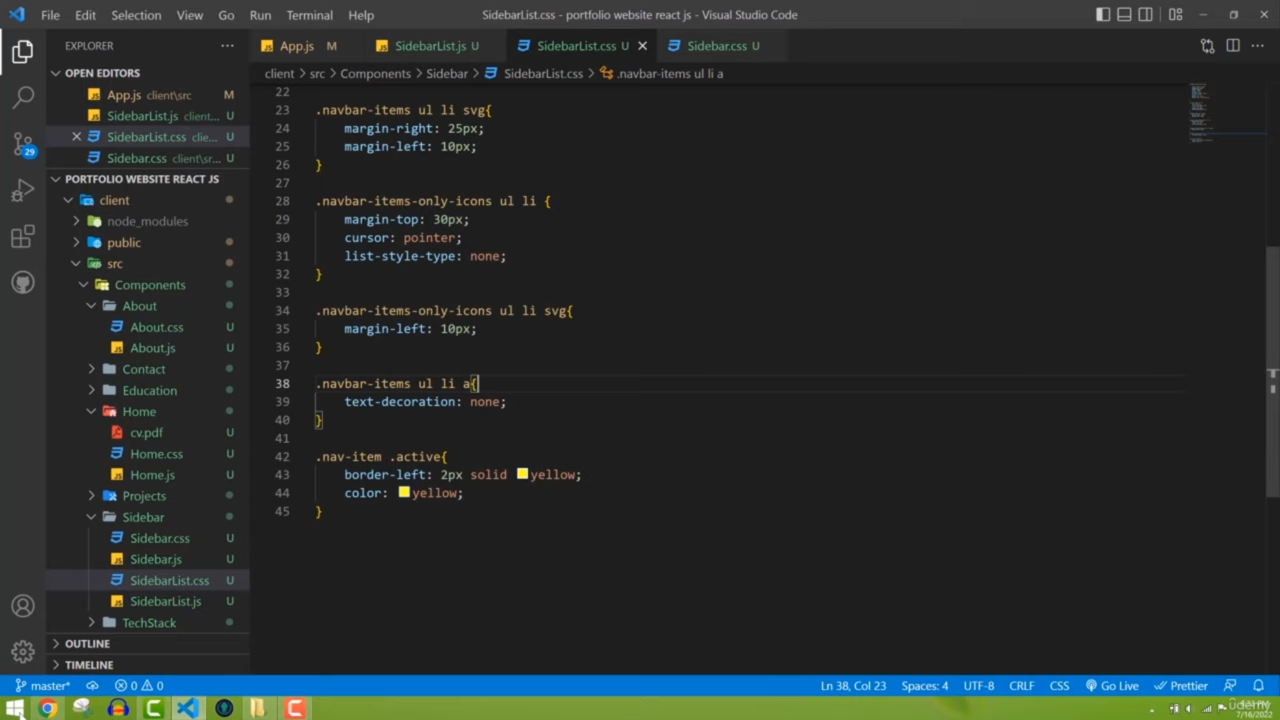 File Edit Selection View Go Run Terminal Help SidebarList.css - portfolio website react js - Visual Studio Code
EXPLORER
App.js M SidebarList.js U SidebarList.css U Sidebar.css U
client > src > Components > Sidebar > SidebarList.css > .navbar-items ul li a
OPEN EDITORS
App.js client\src M
SidebarList.js client... U
SidebarList.css clie... U
Sidebar.css client\sr... U
PORTFOLIO WEBSITE REACT JS
client
node_modules
public
src
Components
About
About.css U
About.js U
Contact
Education
Home
cv.pdf U
Home.css U
Home.js U
Projects
Sidebar
Sidebar.css U
Sidebar.js U
SidebarList.css U
SidebarList.js U
TechStack
OUTLINE
TIMELINE
29
22
23 .navbar-items ul li svg{
24 margin-right: 25px;
25 margin-left: 10px;
26 }
27
28 .navbar-items-only-icons ul li {
29 margin-top: 30px;
30 cursor: pointer;
31 list-style-type: none;
32 }
33
34 .navbar-items-only-icons ul li svg{
35 margin-left: 10px;
36 }
37
38 .navbar-items ul li a{
39 text-decoration: none;
40 }
41
42 .nav-item .active{
43 border-left: 2px solid yellow;
44 color: yellow;
45 }
master* 0 0 Ln 38, Col 23 Spaces: 4 UTF-8 CRLF CSS Go Live Prettier
udemy
7/16/2022